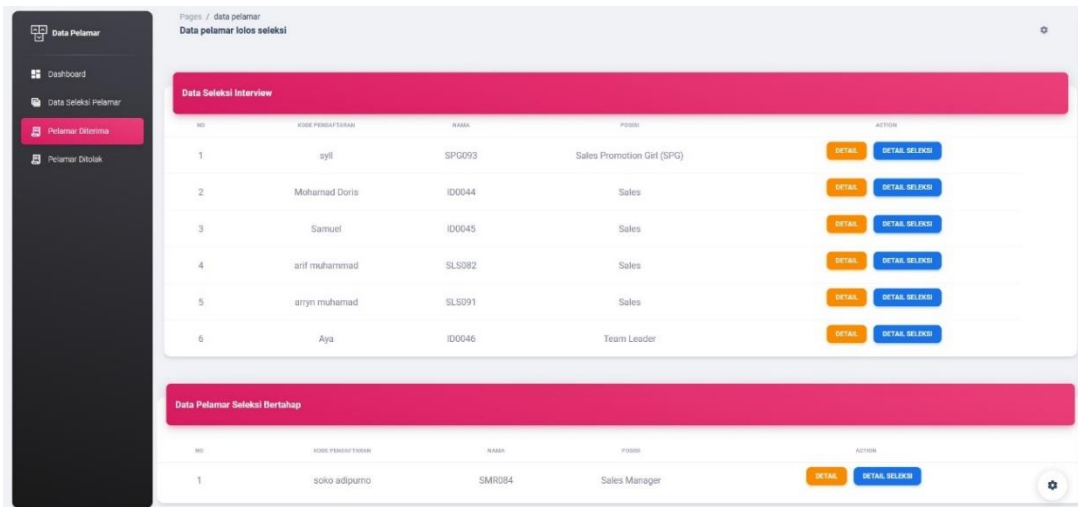 Data Pelamar
Dashboard
Data Seleksi Pelamar
Pelamar Diterima
Pelamar Ditolak
Pages / data pelamar
Data pelamar lolos seleksi
Data Seleksi Interview
NO KODE PENDAFTARAN NAMA POSISI ACTION
1 syll SPG093 Sales Promotion Girl (SPG) DETAIL DETAIL SELEKSI
2 Mohamad Doris ID0044 Sales DETAIL DETAIL SELEKSI
3 Samuel ID0045 Sales DETAIL DETAIL SELEKSI
4 arif muhammad SLS082 Sales DETAIL DETAIL SELEKSI
5 arryn muhamad SLS091 Sales DETAIL DETAIL SELEKSI
6 Aya ID0046 Team Leader DETAIL DETAIL SELEKSI
Data Pelamar Seleksi Bertahap
NO KODE PENDAFTARAN NAMA POSISI ACTION
1 soko adipurno SMR084 Sales Manager DETAIL DETAIL SELEKSI